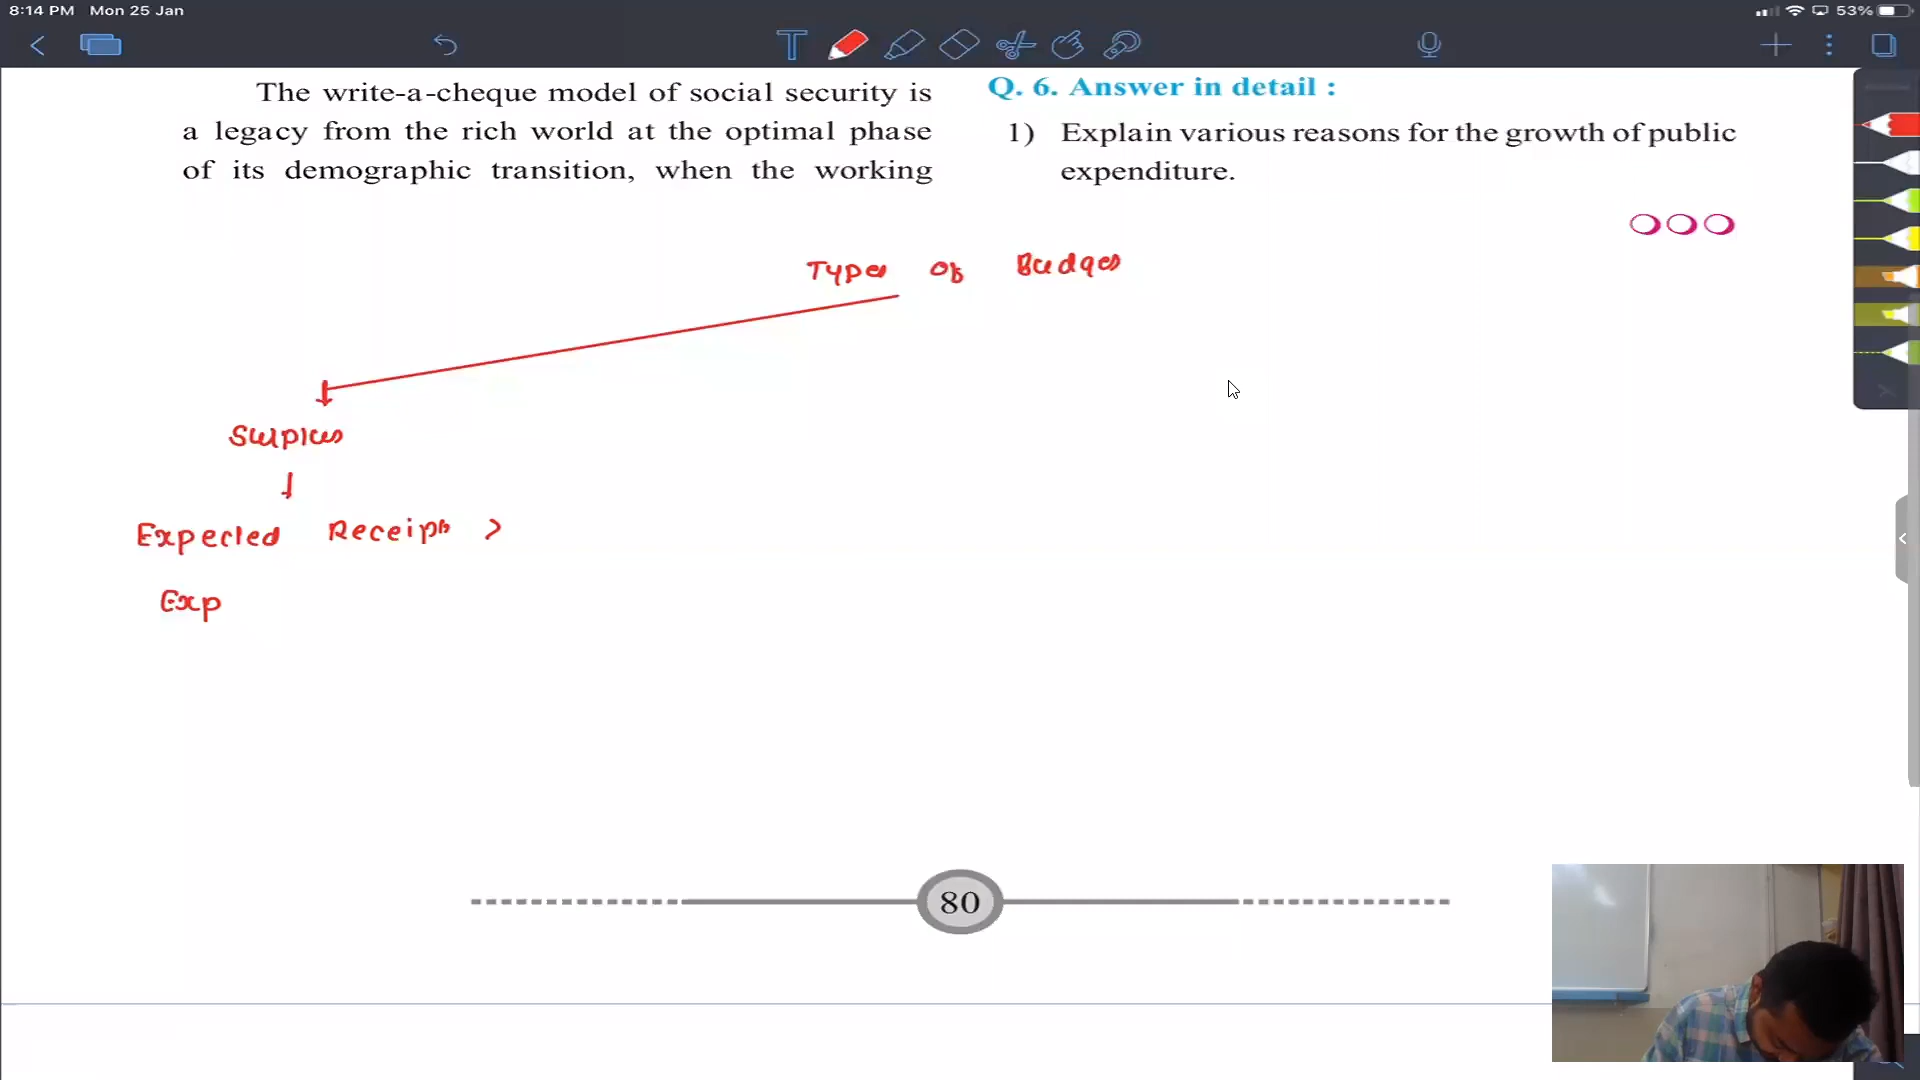 8:14 PM Mon 25 Jan
53%
The write-a-cheque model of social security is
a legacy from the rich world at the optimal phase
of its demographic transition, when the working
Q. 6. Answer in detail :
1) Explain various reasons for the growth of public
expenditure.
Types of Budges
Surplus
Expected Receipts >
Exp
80